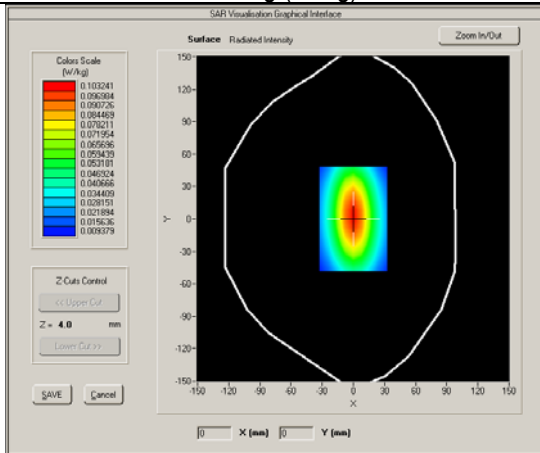 SAR Visualisation Graphical Interface
Surface Radiated Intensity
Zoom In/Out
Colors Scale
(W/kg)
0.103241
0.096984
0.090726
0.084469
0.078211
0.071954
0.065696
0.059439
0.053181
0.046924
0.040666
0.034409
0.028151
0.021894
0.015636
0.009379
Z Cuts Control
<< Upper Cut
Z = 4.0 mm
Lower Cut >>
SAVE Cancel
150
120
90
60
30
0
-30
-60
-90
-120
-150
Y
-150 -120 -90 -60 -30 0 30 60 90 120 150
X
0 X (mm) 0 Y (mm)